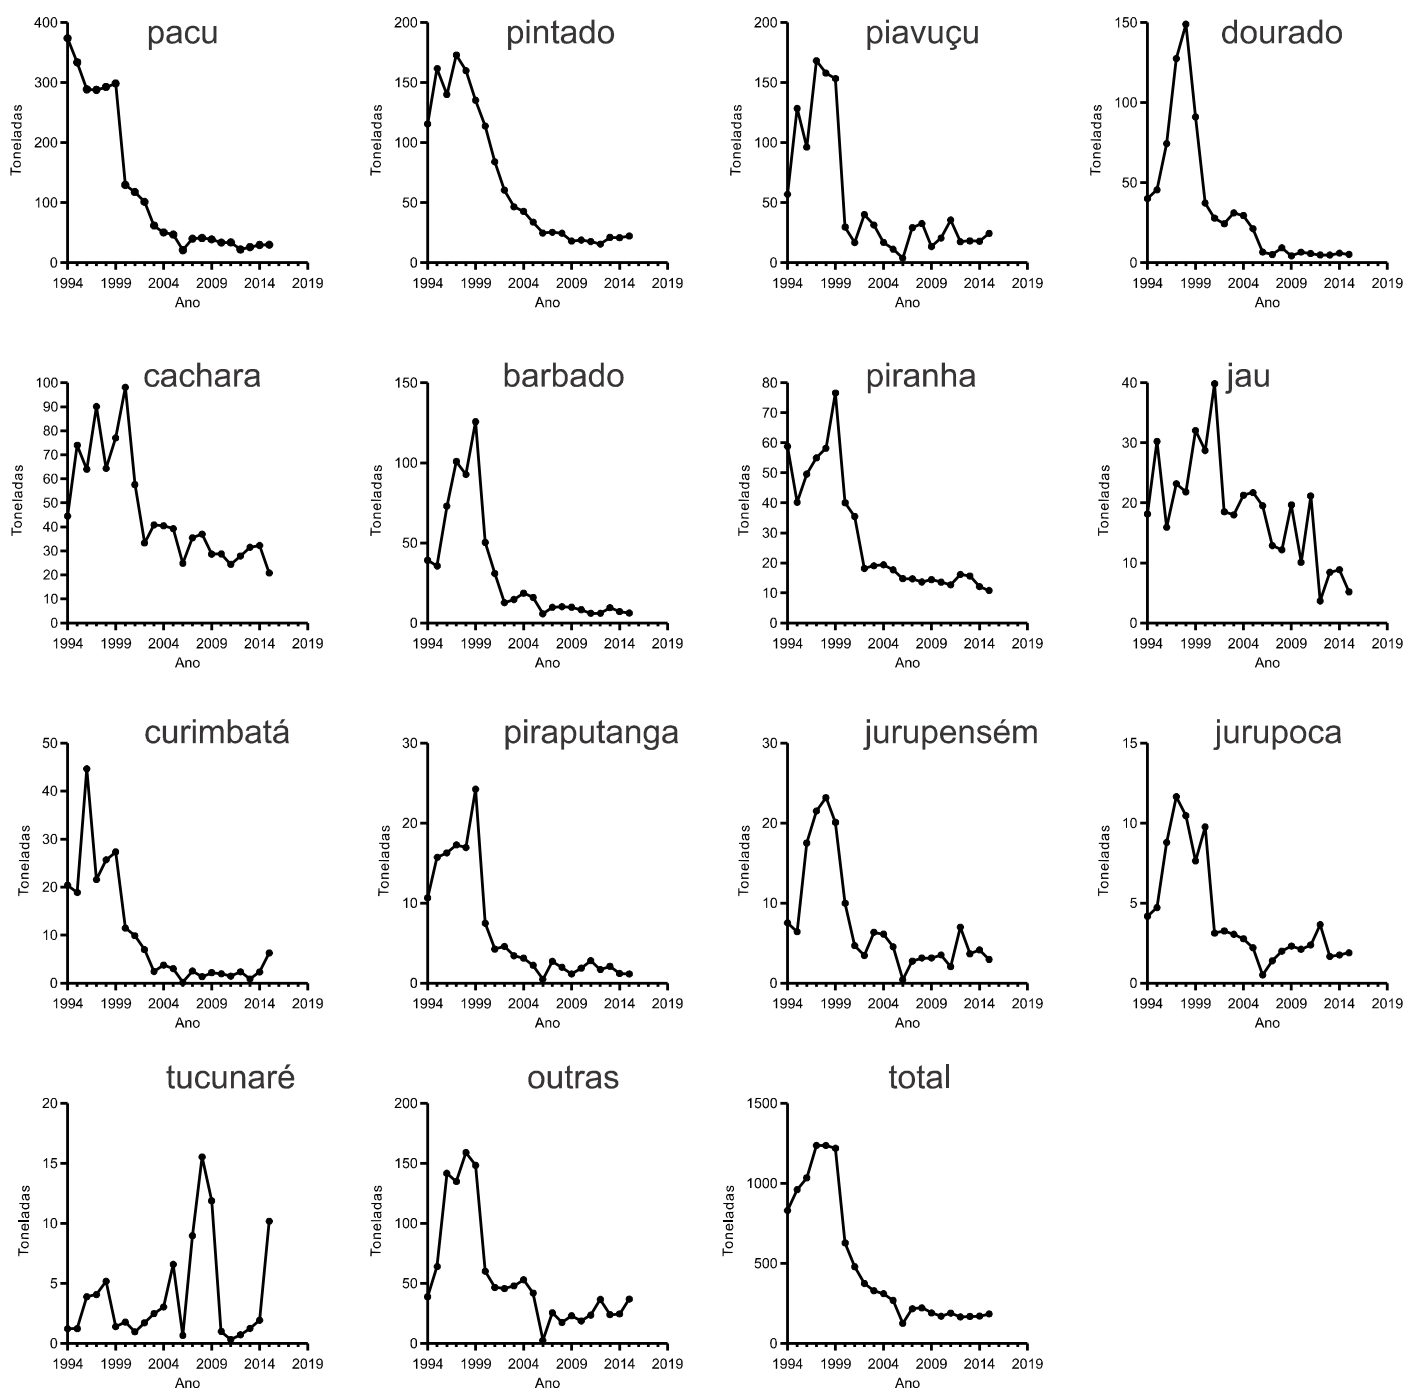 pacu
400
300
200
100
0
Toneladas
1994 1999 2004 2009 2014 2019
Ano
pintado
200
150
100
50
0
Toneladas
1994 1999 2004 2009 2014 2019
Ano
piavuçu
200
150
100
50
0
Toneladas
1994 1999 2004 2009 2014 2019
Ano
dourado
150
100
50
0
Toneladas
1994 1999 2004 2009 2014 2019
Ano
cachara
100
90
80
70
60
50
40
30
20
10
0
Toneladas
1994 1999 2004 2009 2014 2019
Ano
barbado
150
100
50
0
Toneladas
1994 1999 2004 2009 2014 2019
Ano
piranha
80
70
60
50
40
30
20
10
0
Toneladas
1994 1999 2004 2009 2014 2019
Ano
jau
40
30
20
10
0
Toneladas
1994 1999 2004 2009 2014 2019
Ano
curimbatá
50
40
30
20
10
0
Toneladas
1994 1999 2004 2009 2014 2019
Ano
piraputanga
30
20
10
0
Toneladas
1994 1999 2004 2009 2014 2019
Ano
jurupensém
30
20
10
0
Toneladas
1994 1999 2004 2009 2014 2019
Ano
jurupoca
15
10
5
0
Toneladas
1994 1999 2004 2009 2014 2019
Ano
tucunaré
20
15
10
5
0
Toneladas
1994 1999 2004 2009 2014 2019
Ano
outras
200
150
100
50
0
Toneladas
1994 1999 2004 2009 2014 2019
Ano
total
1500
1000
500
0
Toneladas
1994 1999 2004 2009 2014 2019
Ano